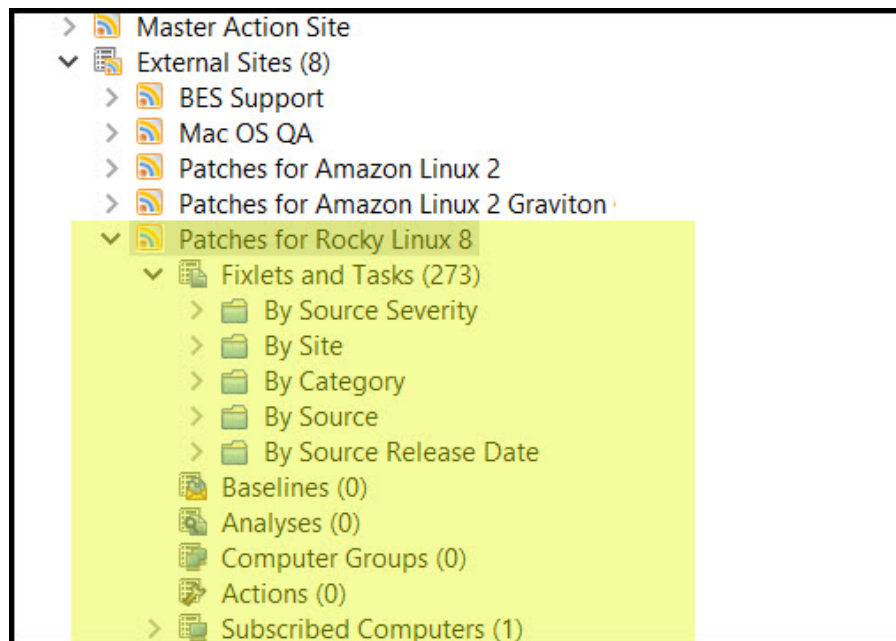 Master Action Site
External Sites (8)
BES Support
Mac OS QA
Patches for Amazon Linux 2
Patches for Amazon Linux 2 Graviton
Patches for Rocky Linux 8
Fixlets and Tasks (273)
By Source Severity
By Site
By Category
By Source
By Source Release Date
Baselines (0)
Analyses (0)
Computer Groups (0)
Actions (0)
Subscribed Computers (1)